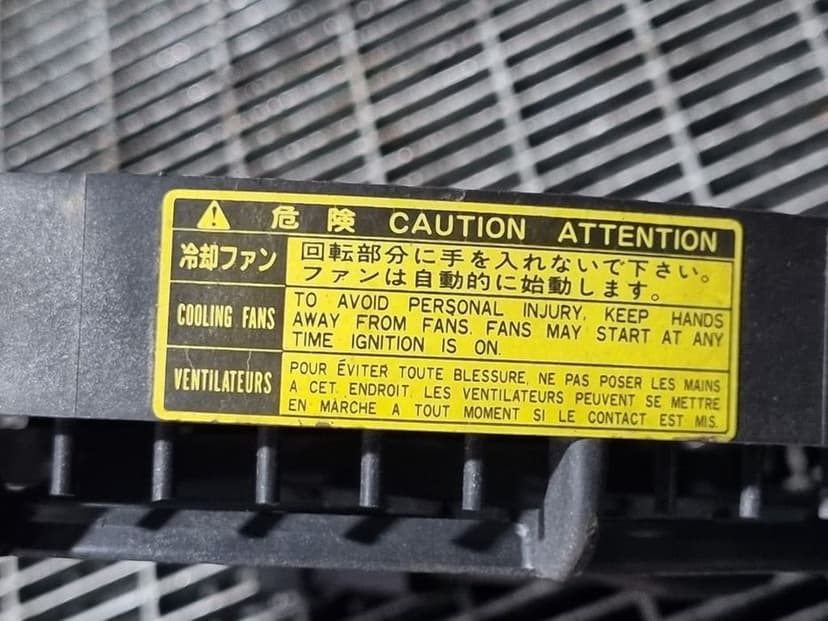 危険 CAUTION ATTENTION
冷却ファン
回転部分に手を入れないで下さい。
ファンは自動的に始動します。
COOLING FANS
TO AVOID PERSONAL INJURY, KEEP HANDS
AWAY FROM FANS. FANS MAY START AT ANY
TIME IGNITION IS ON.
VENTILATEURS
POUR ÉVITER TOUTE BLESSURE, NE PAS POSER LES MAINS
A CET ENDROIT. LES VENTILATEURS PEUVENT SE METTRE
EN MARCHE A TOUT MOMENT SI LE CONTACT EST MIS.